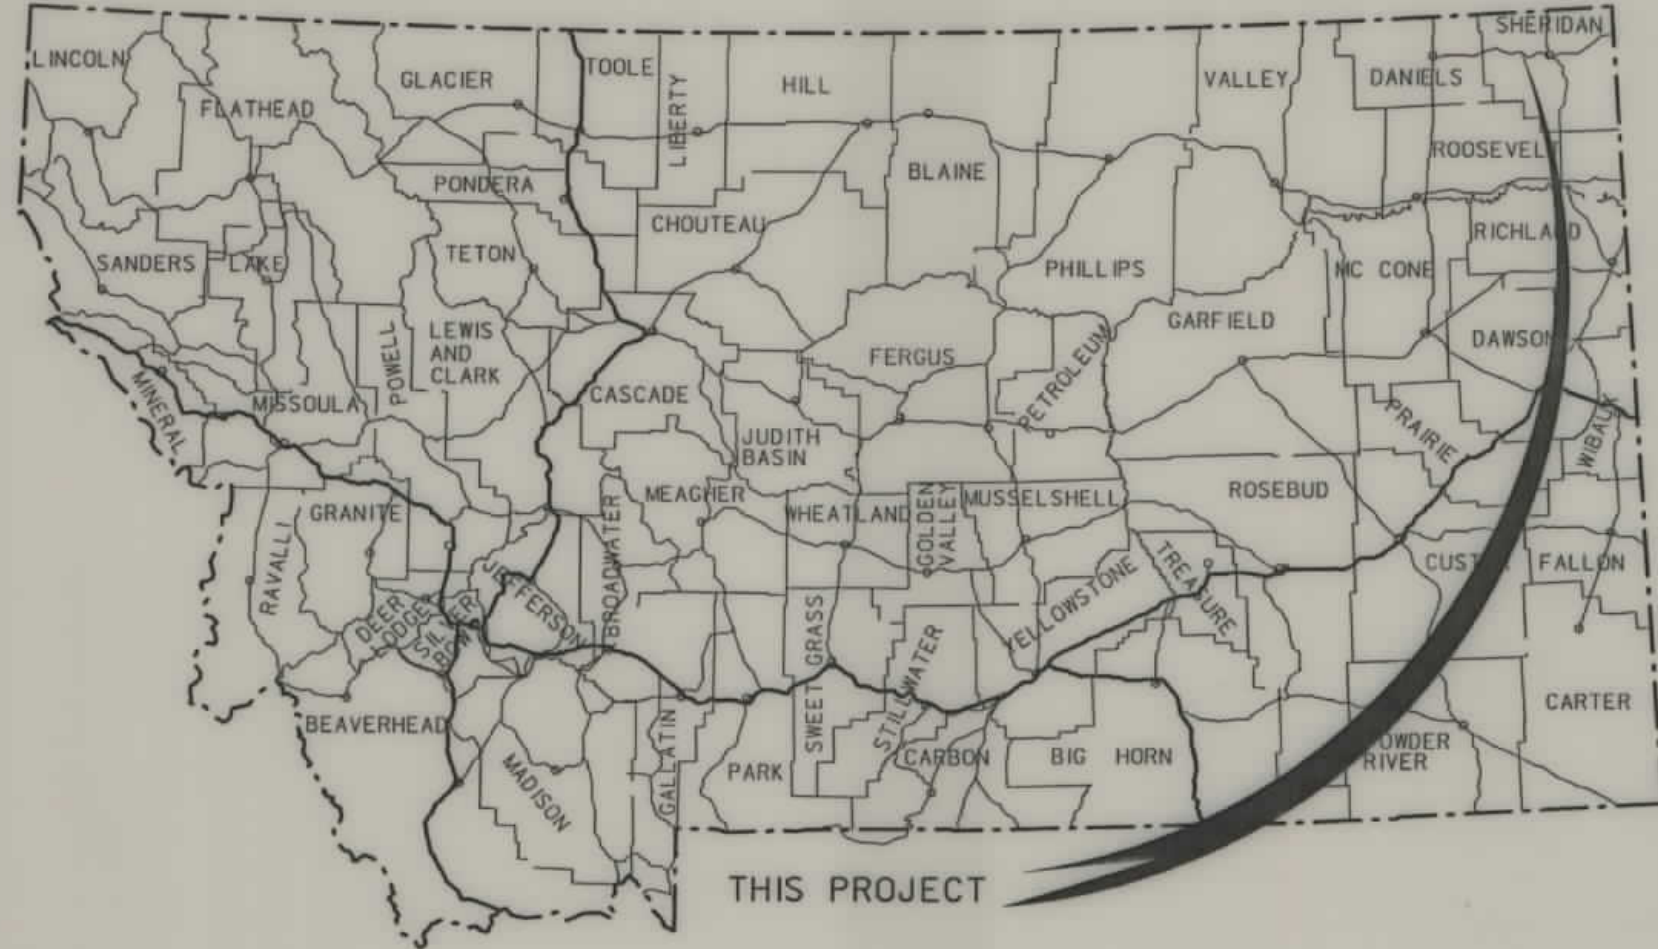 SHERIDAN
LINCOLN
GLACIER
TOOLE
LIBERTY
HILL
VALLEY
DANIELS
FLATHEAD
ROOSEVELT
BLAINE
PONDERA
CHOUTEAU
RICHLAND
SANDERS
LAKE
TETON
PHILLIPS
MC CONE
GARFIELD
DAWSON
POWELL
LEWIS
AND
CLARK
FERGUS
PETROLEUM
MINERAL
MISSOULA
CASCADE
PRAIRIE
WIBAUX
JUDITH
BASIN
MEAGHER
GOLDEN
VALLEY
MUSSELSHELL
ROSEBUD
GRANITE
WHEATLAND
BROADWATER
RAVALLI
JEFFERSON
YELLOWSTONE
TREASURE
CUSTER
FALLON
DEER
LODGE
SILVER
BOW
SWEET GRASS
STILLWATER
BEAVERHEAD
CARTER
MADISON
GALLATIN
PARK
CARBON
BIG HORN
POWDER
RIVER
THIS PROJECT